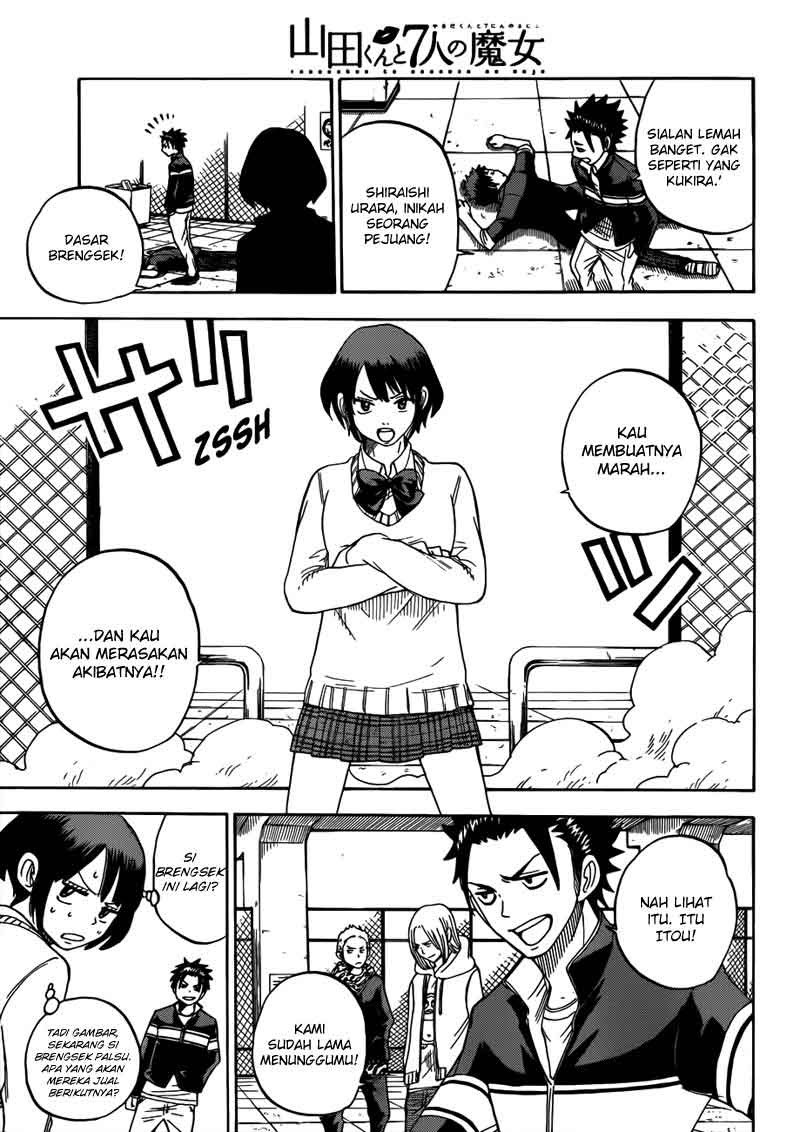 山田くんと7人の魔女
SIALAN LEMAH
BANGET. GAK
SEPERTI YANG
KUKIRA.'
SHIRAISHI
URARA, INIKAH
SEORANG
PEJUANG!
DASAR
BRENGSEK!
ザッ
ZSSH
KAU
MEMBUATNYA
MARAH...
...DAN KAU
AKAN MERASAKAN
AKIBATNYA!!
NAH LIHAT
ITU. ITU
ITOU!
KAMI
SUDAH LAMA
MENUNGGUMU!
SI
BRENGSEK
INI LAGI?
TADI GAMBAR,
SEKARANG SI
BRENGSEK PALSU.
APA YANG AKAN
MEREKA JUAL
BERIKUTNYA?